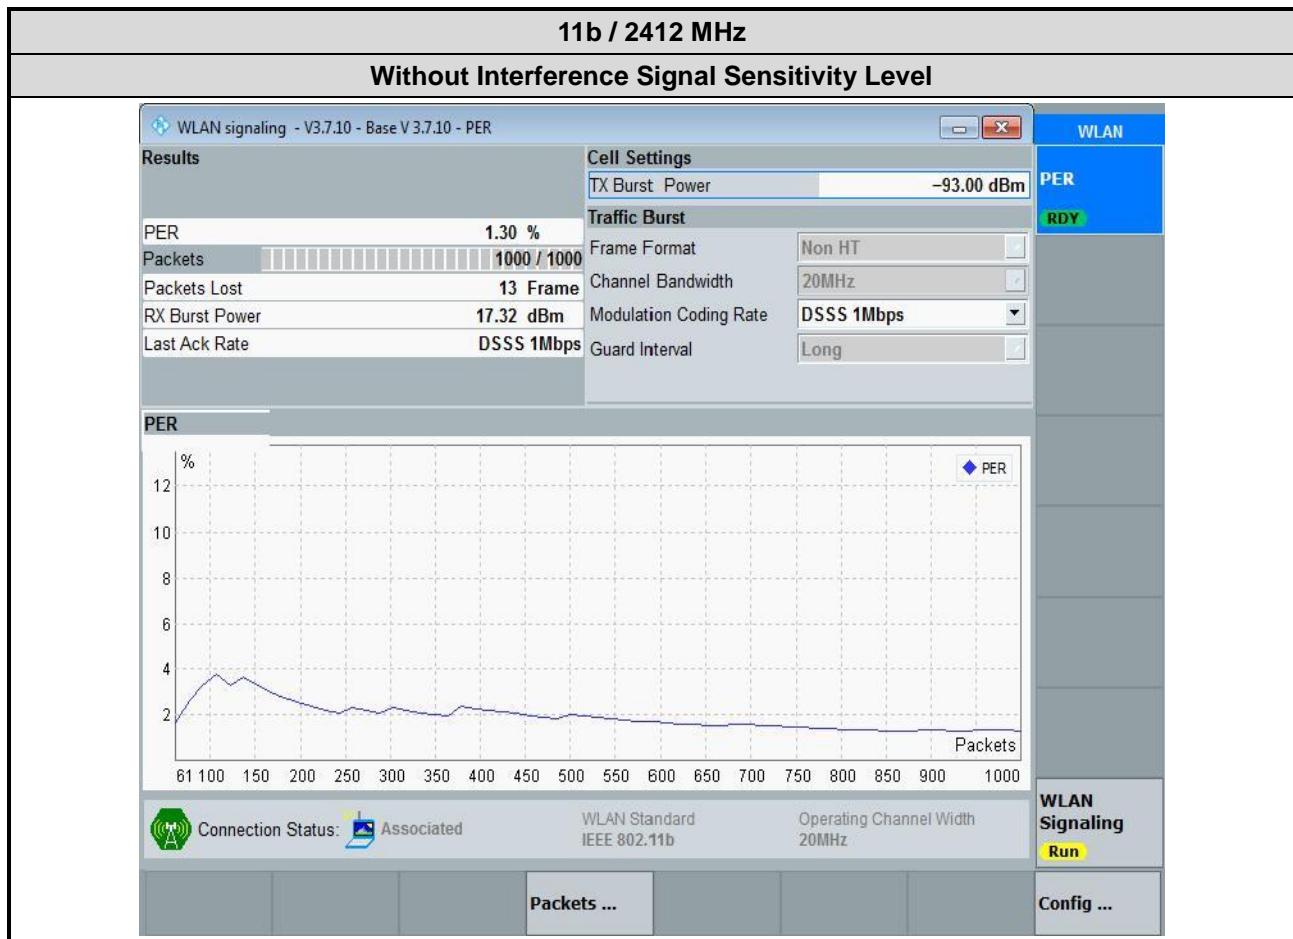 11b / 2412 MHz
Without Interference Signal Sensitivity Level
WLAN signaling - V3.7.10 - Base V 3.7.10 - PER
WLAN
Results
Cell Settings
TX Burst Power −93.00 dBm
PER
RDY
Traffic Burst
PER 1.30 %
Frame Format Non HT
Packets 1000 / 1000
Channel Bandwidth 20MHz
Packets Lost 13 Frame
RX Burst Power 17.32 dBm
Modulation Coding Rate DSSS 1Mbps
Last Ack Rate DSSS 1Mbps
Guard Interval Long
PER
%
PER
12
10
8
6
4
2
Packets
61 100 150 200 250 300 350 400 450 500 550 600 650 700 750 800 850 900 1000
Connection Status: Associated
WLAN Standard
IEEE 802.11b
Operating Channel Width
20MHz
WLAN
Signaling
Run
Packets ...
Config ...